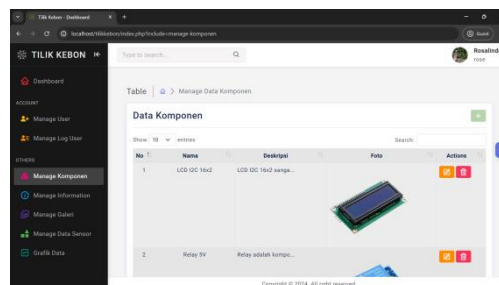 Tilik Kebon - Dashboard
localhost/tilikkebon/index.php?include=manage-komponen
Guest
TILIK KEBON
Type to search...
Rosalind
rose
Dashboard
ACCOUNT
Manage User
Manage Log User
OTHERS
Manage Komponen
Manage Information
Manage Galeri
Manage Data Sensor
Grafik Data
Table
> Manage Data Komponen
Data Komponen
+
Show 10 entries
Search:
No Nama Deskripsi Foto Actions
1 LCD I2C 16x2 LCD I2C 16x2 sanga...
2 Relay 5V Relay adalah kompo...
Copyright © 2024. All right reserved